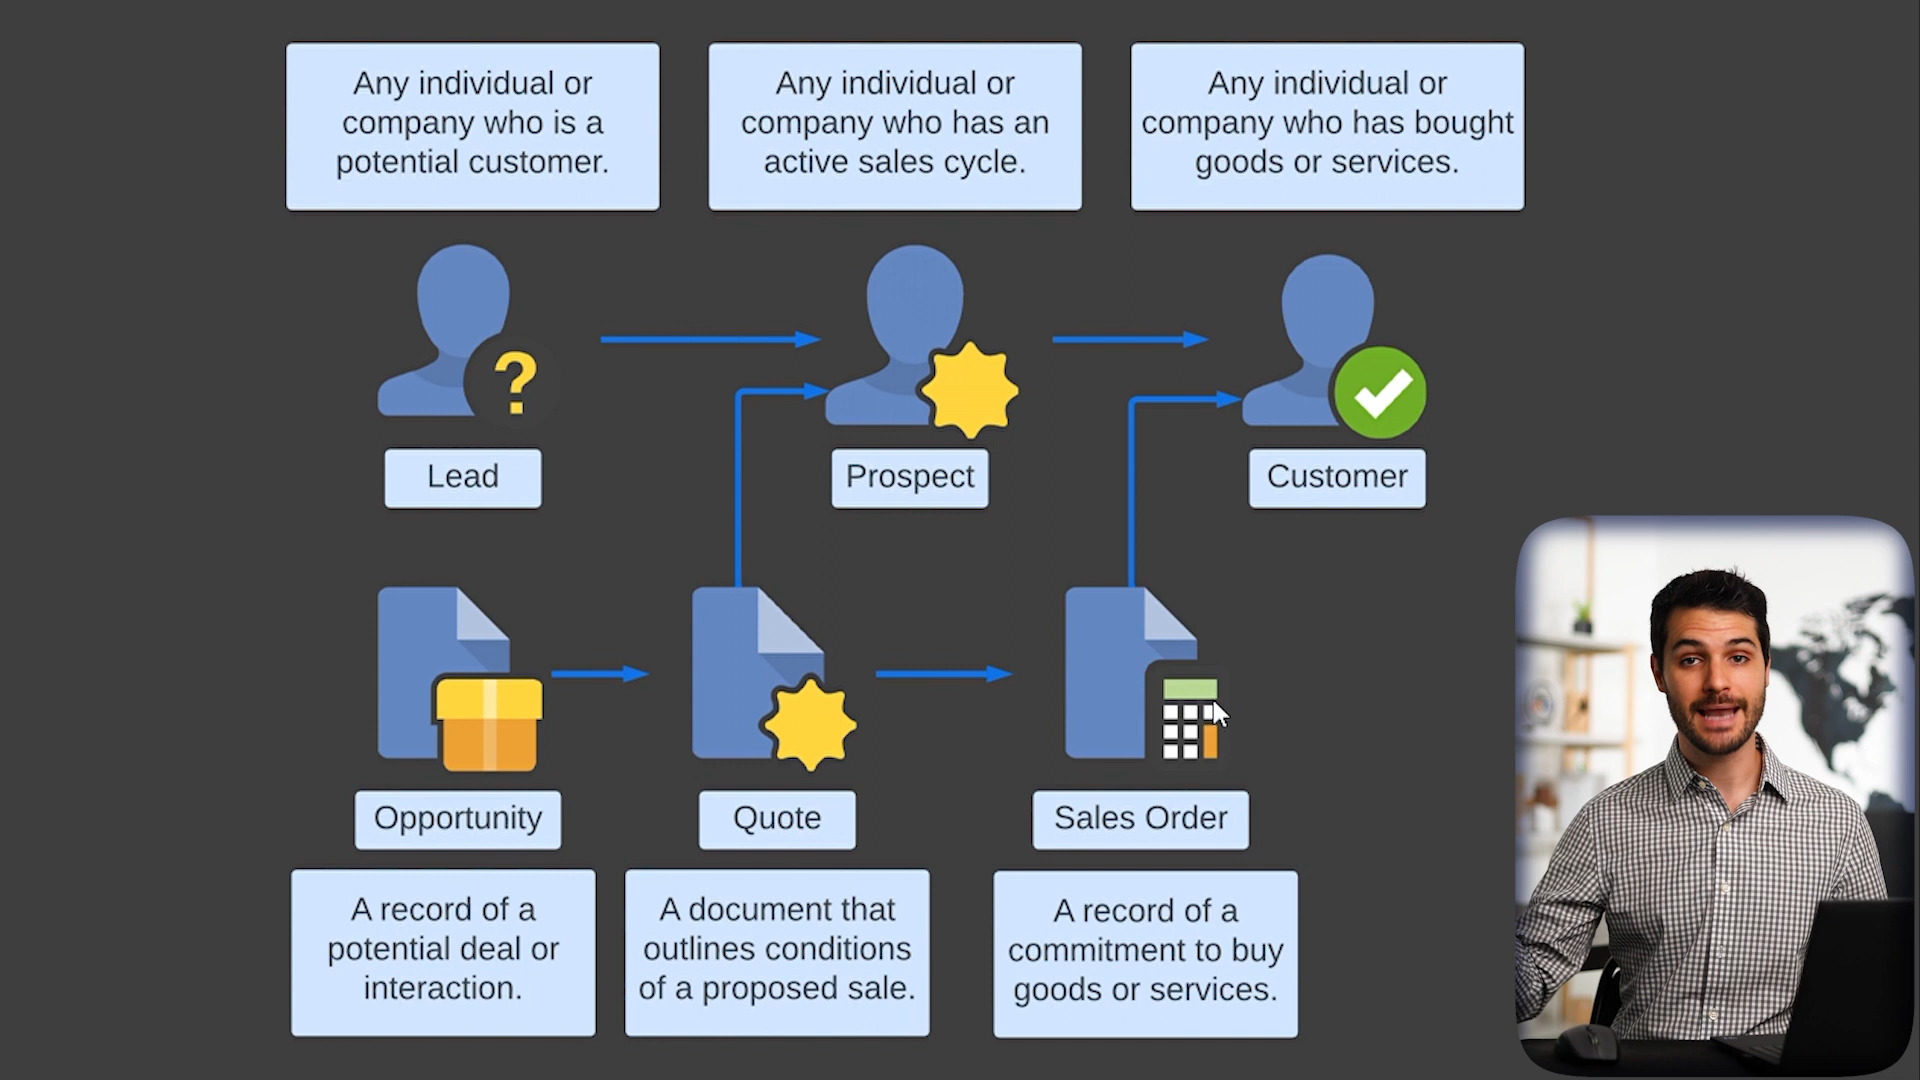 Any individual or
company who is a
potential customer.
Any individual or
company who has an
active sales cycle.
Any individual or
company who has bought
goods or services.
?
Lead
Prospect
Customer
Opportunity
Quote
Sales Order
A record of a
potential deal or
interaction.
A document that
outlines conditions
of a proposed sale.
A record of a
commitment to buy
goods or services.